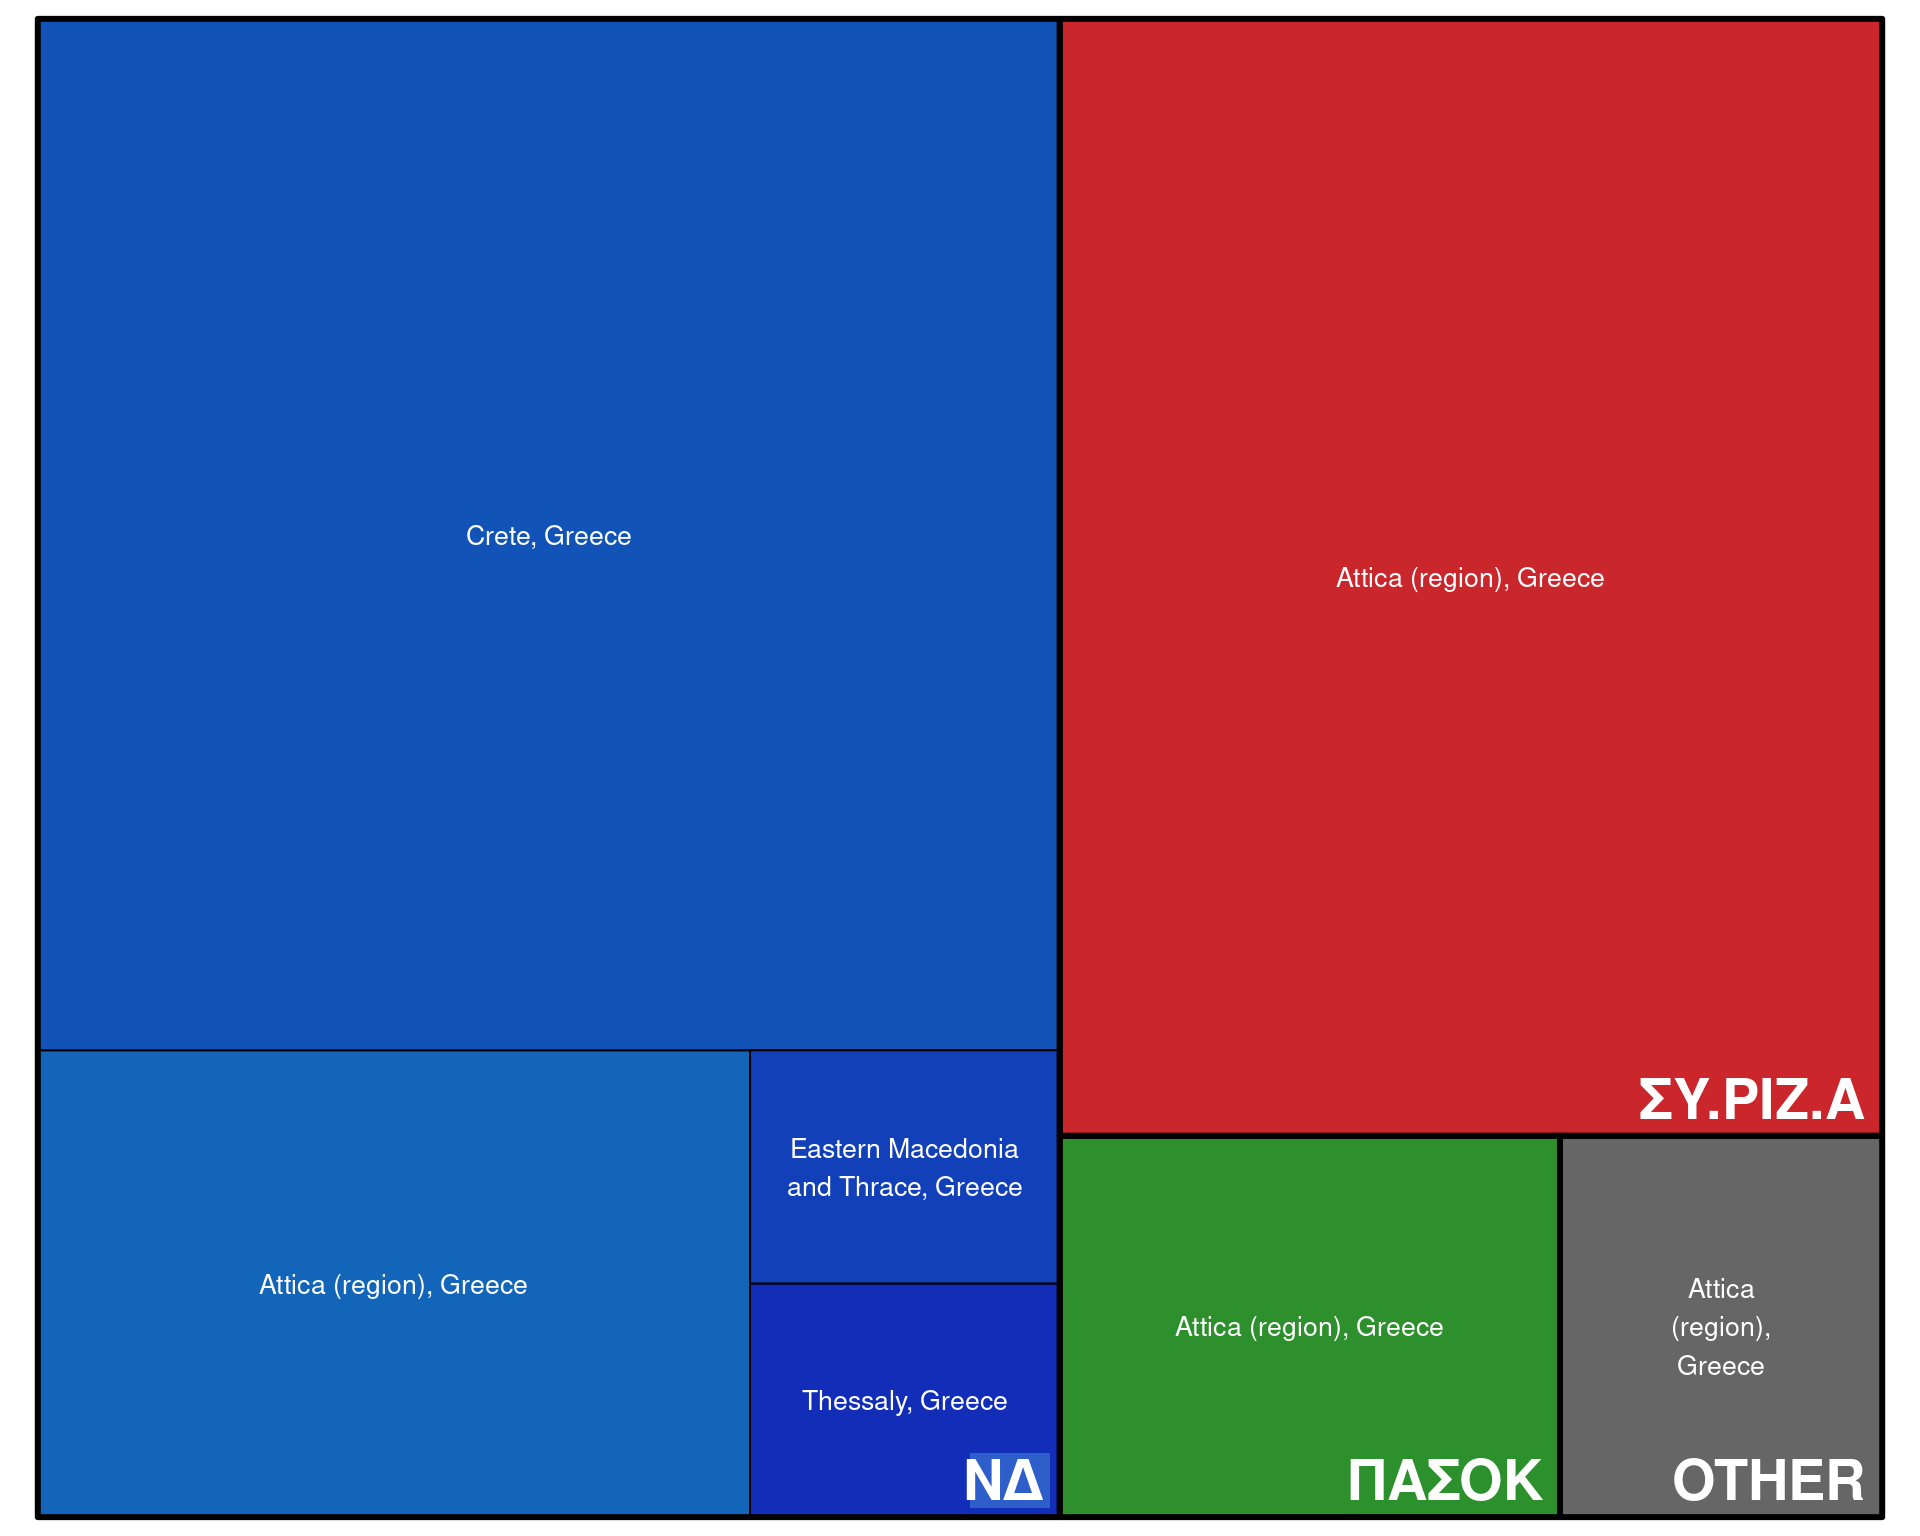 Crete, Greece
Attica (region), Greece
ΣΥ.ΡΙΖ.Α
Attica (region), Greece
Eastern Macedonia
and Thrace, Greece
Thessaly, Greece
ΝΔ
Attica (region), Greece
ΠΑΣΟΚ
Attica
(region),
Greece
OTHER